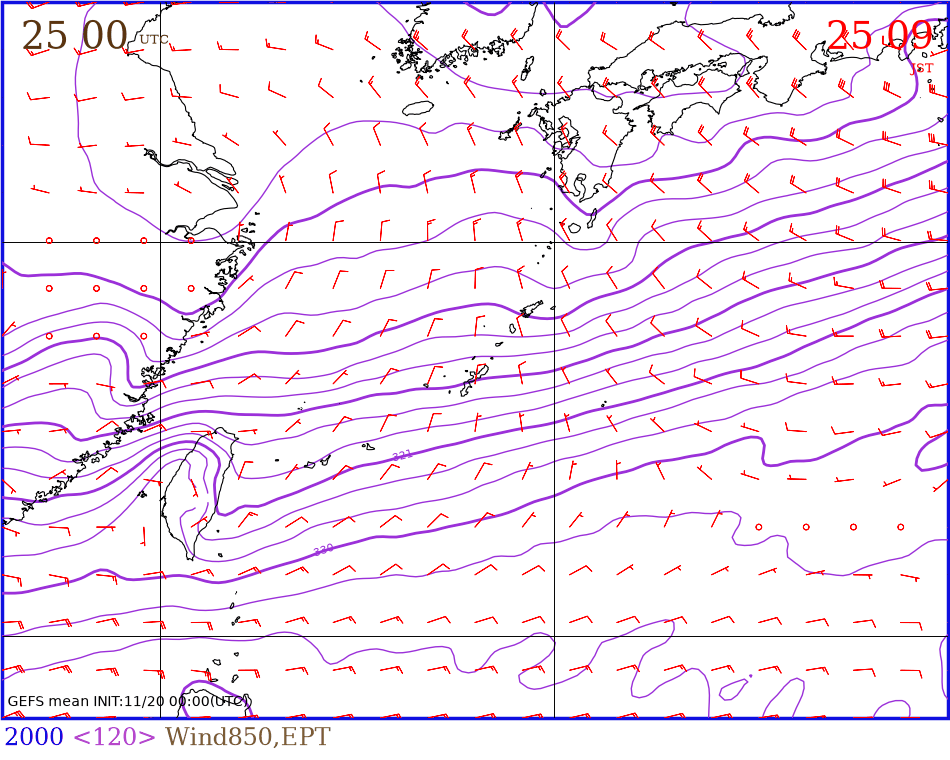 25 00 UTC
25 09
JST
321
330
GEFS mean INIT:11/20 00:00(UTC)
2000 <120> Wind850,EPT